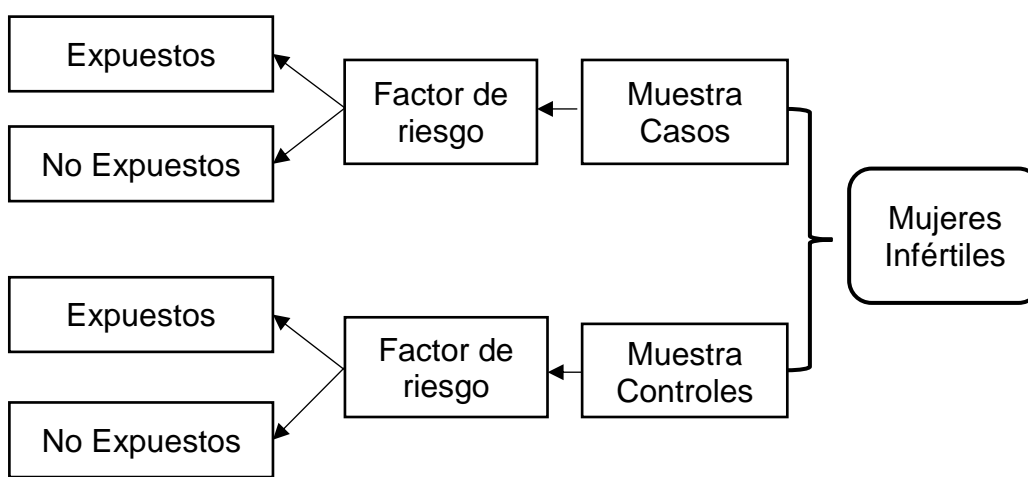 Expuestos
No Expuestos
Factor de
riesgo
Muestra
Casos
Mujeres
Infértiles
Expuestos
No Expuestos
Factor de
riesgo
Muestra
Controles